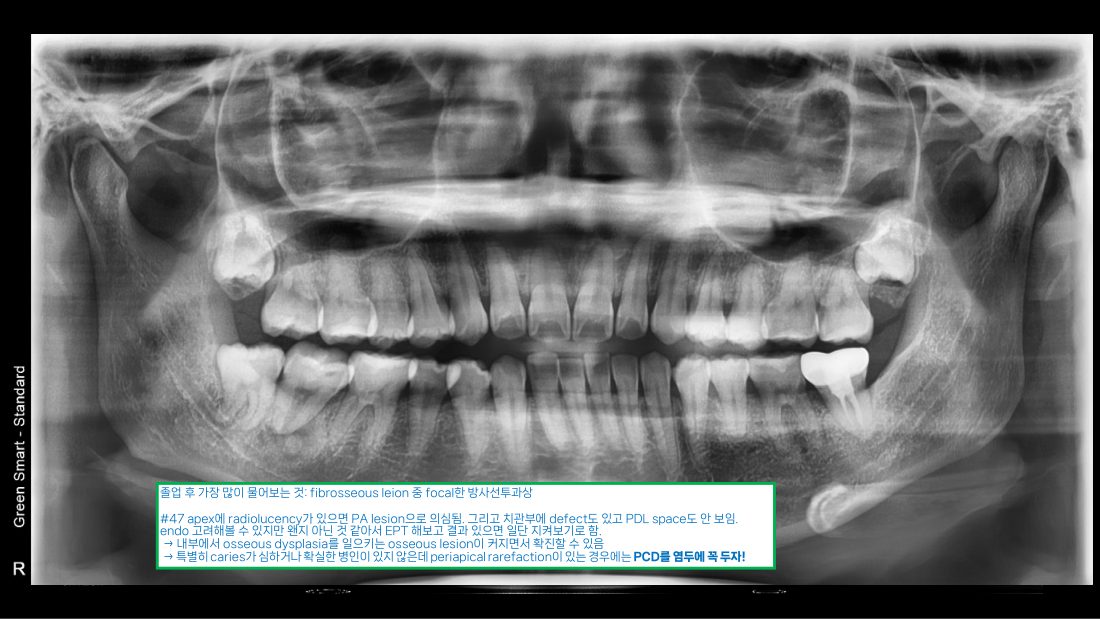 Green Smart - Standard
R
졸업 후 가장 많이 물어보는 것: fibrosseous leion 중 focal한 방사선투과상
#47 apex에 radiolucency가 있으면 PA lesion으로 의심됨. 그리고 치관부에 defect도 있고 PDL space도 안 보임.
endo 고려해볼 수 있지만 왠지 아닌 것 같아서 EPT 해보고 결과 있으면 일단 지켜보기로 함.
→ 내부에서 osseous dysplasia를 일으키는 osseous lesion이 커지면서 확진할 수 있음
→ 특별히 caries가 심하거나 확실한 병인이 있지 않은데 periapical rarefaction이 있는 경우에는 PCD를 염두에 꼭 두자!